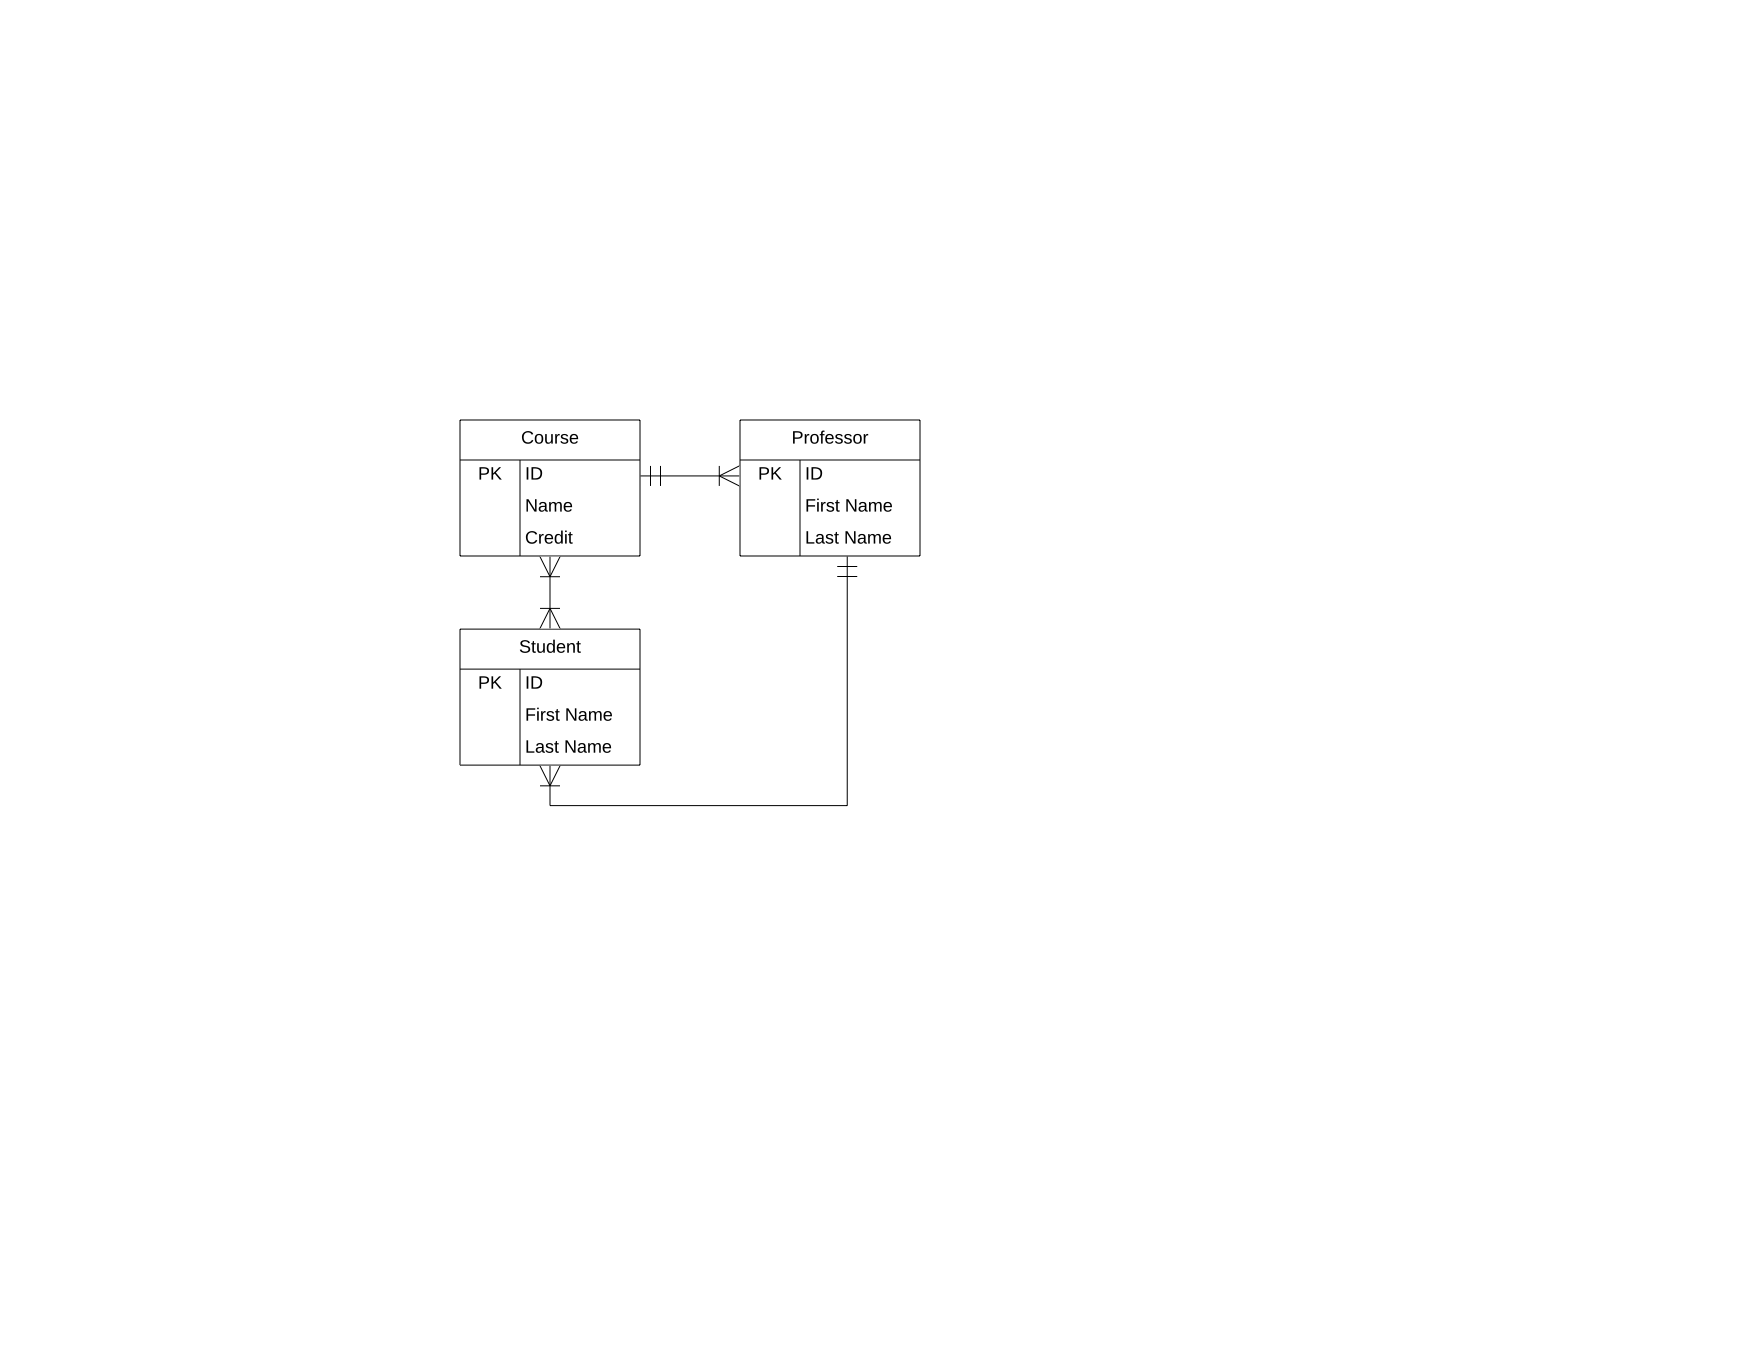 Course
PK ID
Name
Credit
Professor
PK ID
First Name
Last Name
Student
PK ID
First Name
Last Name